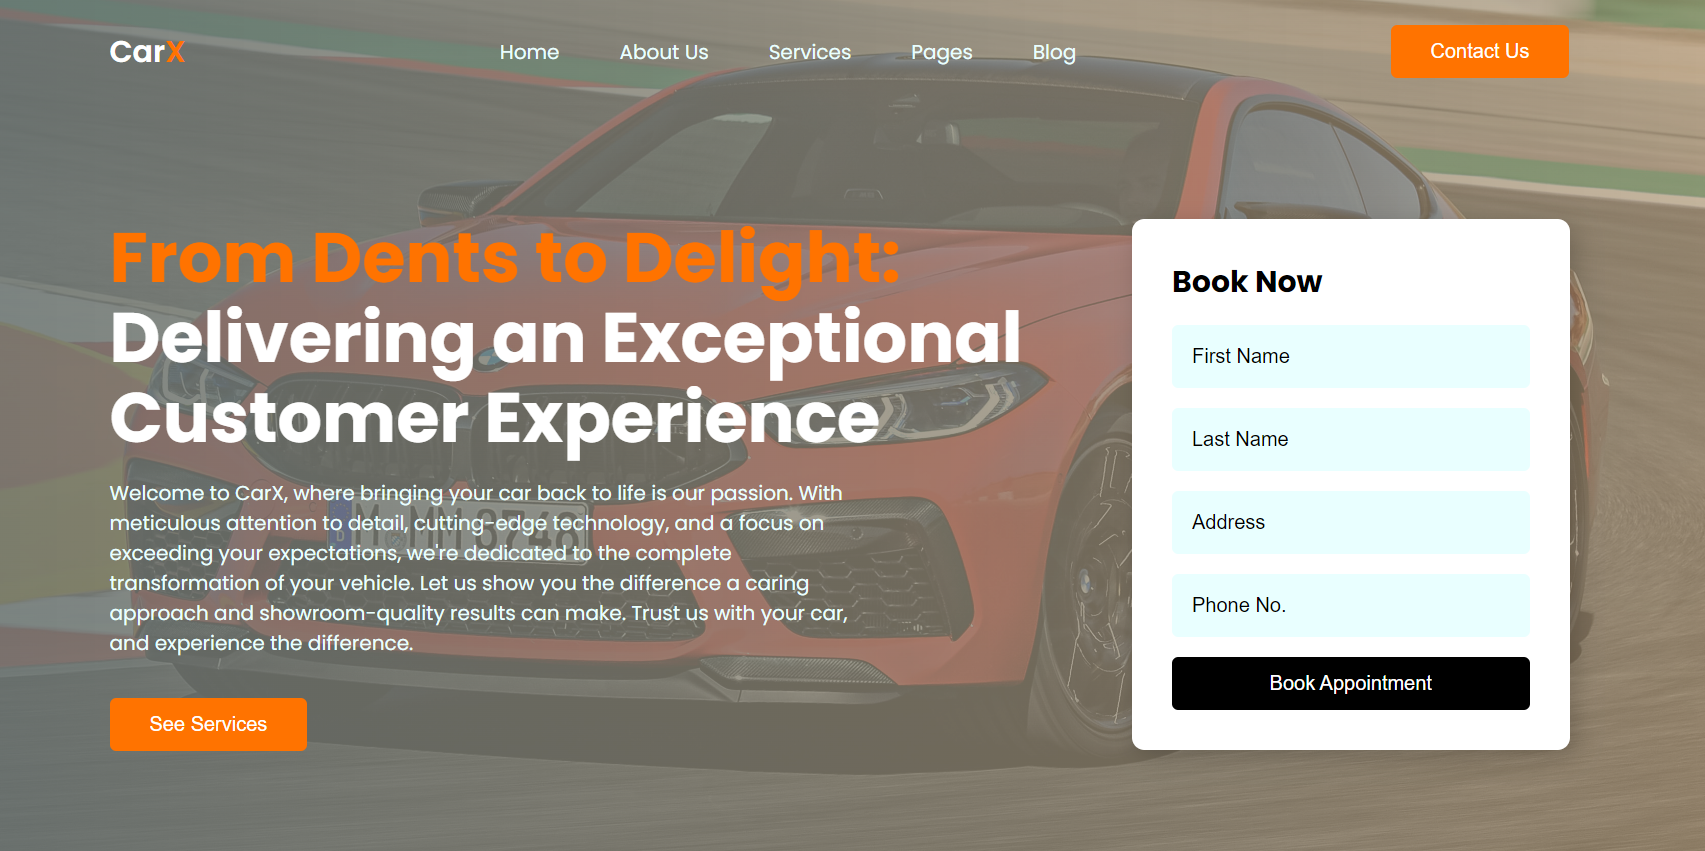 CarX
Home
About Us
Services
Pages
Blog
Contact Us
From Dents to Delight:
Delivering an Exceptional
Customer Experience
Welcome to CarX, where bringing your car back to life is our passion. With
meticulous attention to detail, cutting-edge technology, and a focus on
exceeding your expectations, we're dedicated to the complete
transformation of your vehicle. Let us show you the difference a caring
approach and showroom-quality results can make. Trust us with your car,
and experience the difference.
See Services
Book Now
First Name
Last Name
Address
Phone No.
Book Appointment